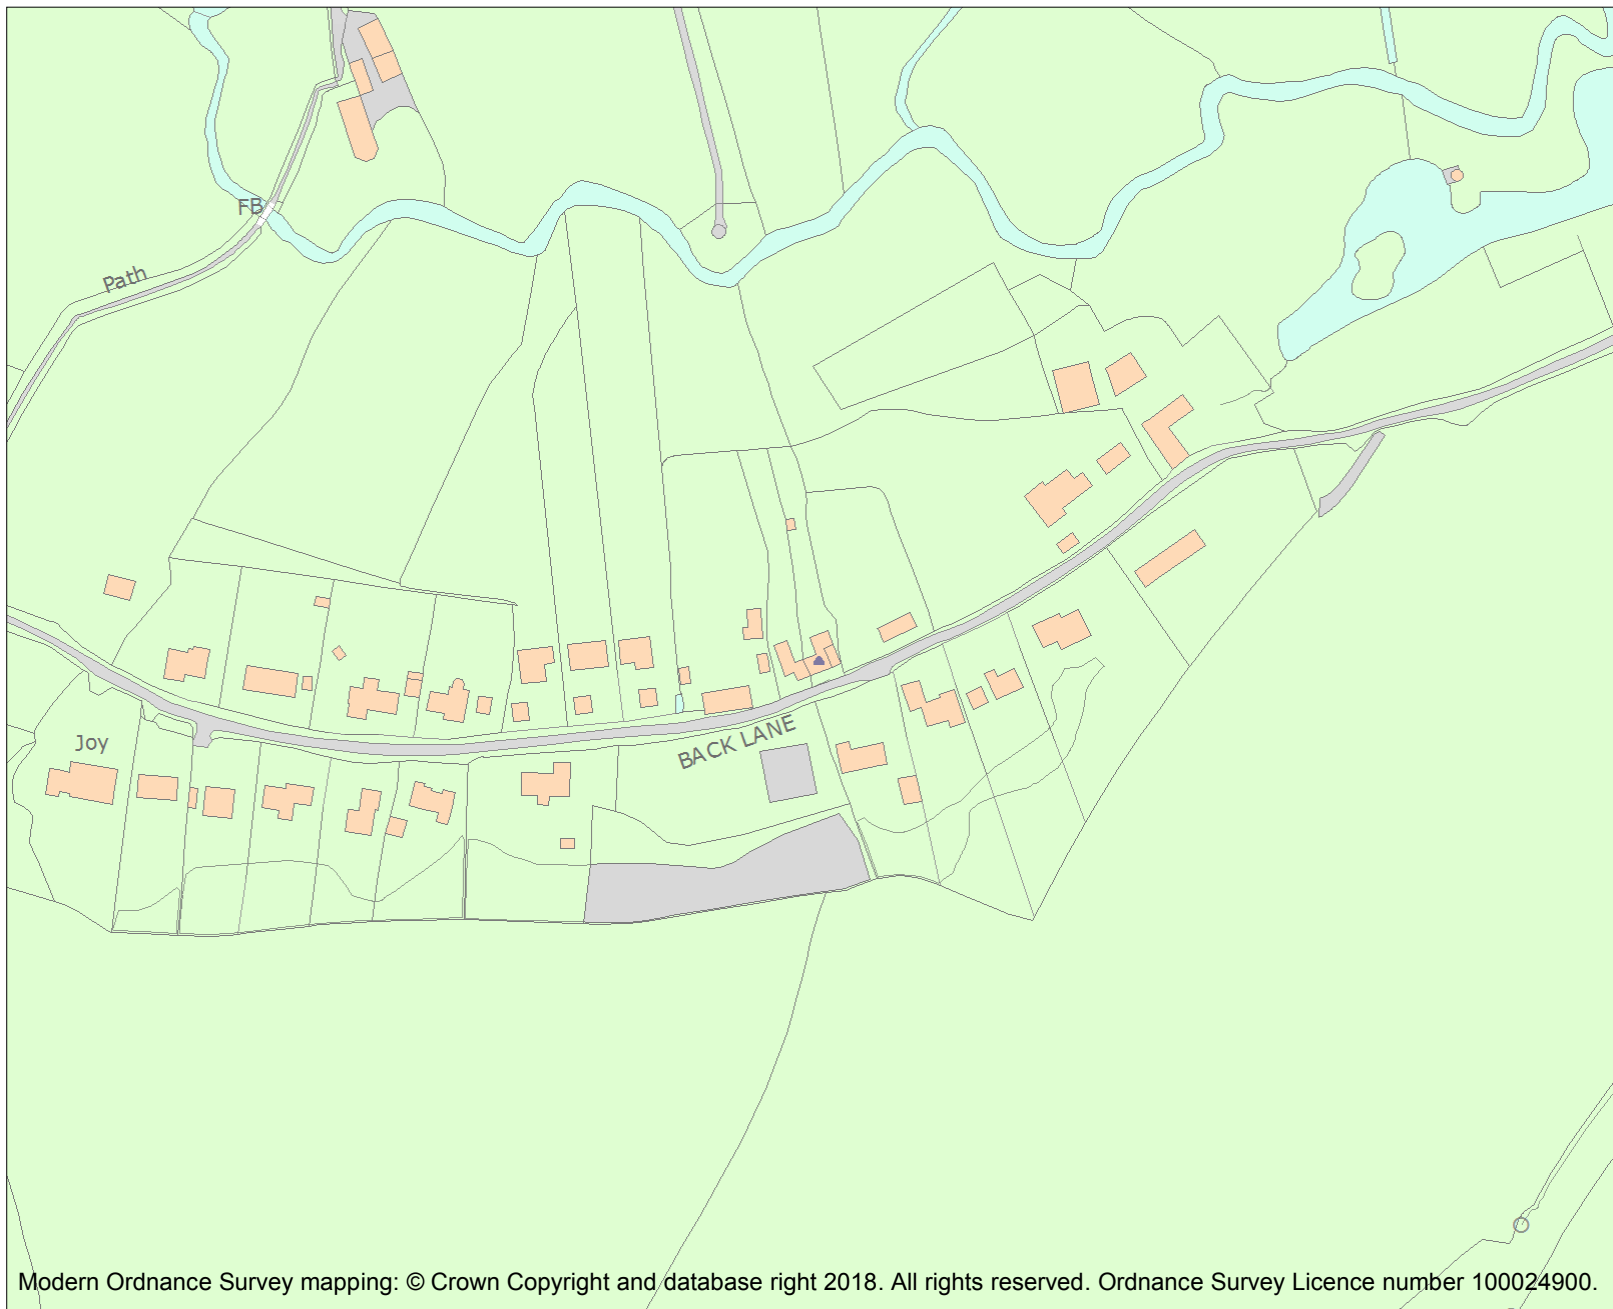 FB
Path
Joy
BACK LANE
Modern Ordnance Survey mapping: © Crown Copyright and database right 2018. All rights reserved. Ordnance Survey Licence number 100024900.